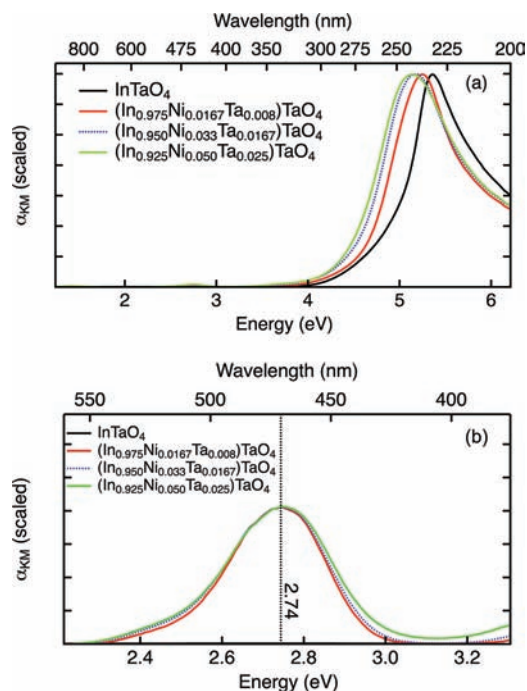 Wavelength (nm)
800 600 475 400 350 300 275 250 225 200
(a)
InTaO₄
(In₀.₉₇₅Ni₀.₀₁₆₇Ta₀.₀₀₈)TaO₄
(In₀.₉₅₀Ni₀.₀₃₃Ta₀.₀₁₆₇)TaO₄
(In₀.₉₂₅Ni₀.₀₅₀Ta₀.₀₂₅)TaO₄
αKM (scaled)
2 3 4 5 6
Energy (eV)
Wavelength (nm)
550 500 450 400
(b)
InTaO₄
(In₀.₉₇₅Ni₀.₀₁₆₇Ta₀.₀₀₈)TaO₄
(In₀.₉₅₀Ni₀.₀₃₃Ta₀.₀₁₆₇)TaO₄
(In₀.₉₂₅Ni₀.₀₅₀Ta₀.₀₂₅)TaO₄
αKM (scaled)
2.74
2.4 2.6 2.8 3.0 3.2
Energy (eV)